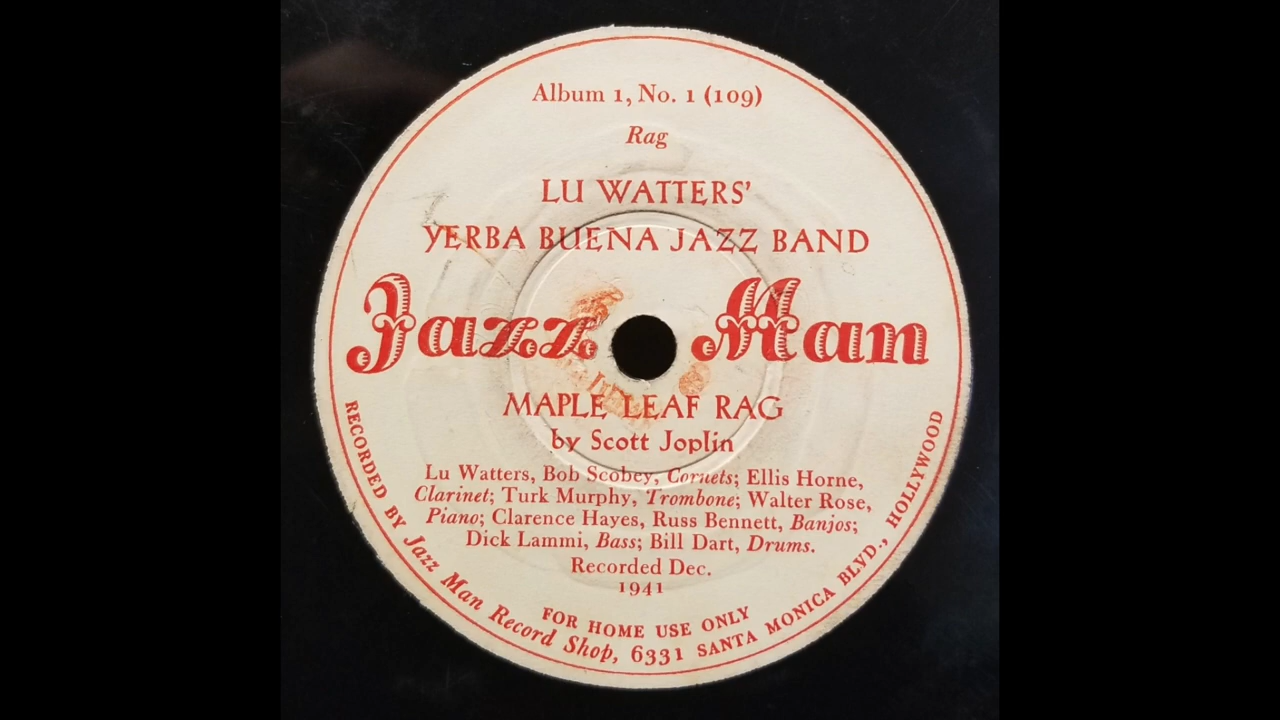 Album 1, No. 1 (109)
Rag
LU WATTERS'
YERBA BUENA JAZZ BAND
Jazz Man
MAPLE LEAF RAG
by Scott Joplin
Lu Watters, Bob Scobey, Cornets; Ellis Horne,
Clarinet; Turk Murphy, Trombone; Walter Rose,
Piano; Clarence Hayes, Russ Bennett, Banjos;
Dick Lammi, Bass; Bill Dart, Drums.
Recorded Dec.
1941
FOR HOME USE ONLY
RECORDED BY Jazz Man Record Shop, 6331 SANTA MONICA BLVD., HOLLYWOOD